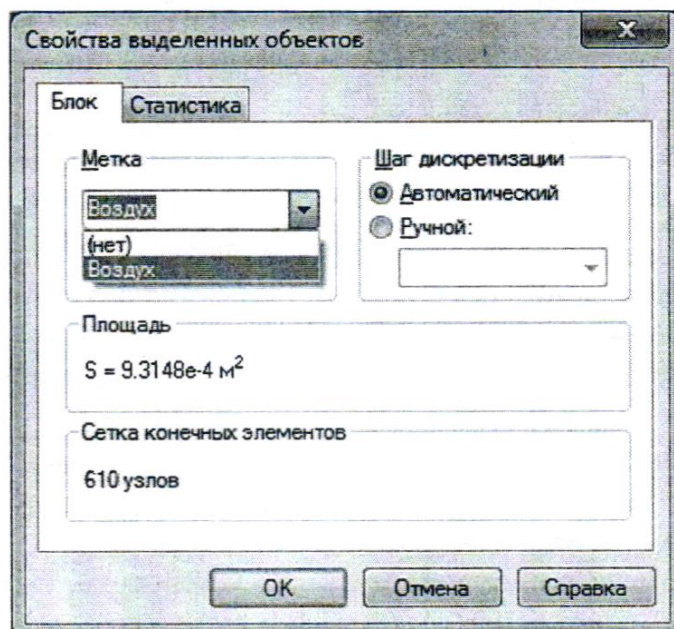 Свойства выделенных объектов
Блок
Статистика
Метка
Воздух
(нет)
Воздух
Шаг дискретизации
Автоматический
Ручной:
Площадь
S = 9.3148e-4 м²
Сетка конечных элементов
610 узлов
OK
Отмена
Справка